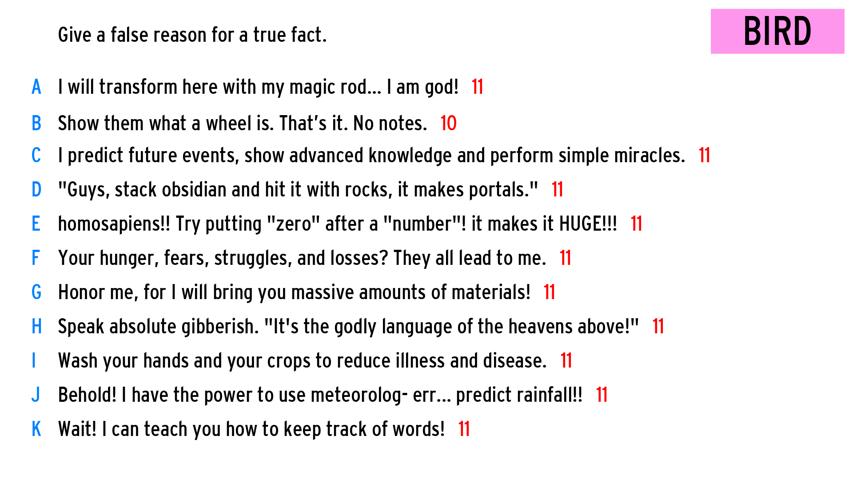 Give a false reason for a true fact.
BIRD
A I will transform here with my magic rod... I am god! 11
B Show them what a wheel is. That's it. No notes. 10
C I predict future events, show advanced knowledge and perform simple miracles. 11
D "Guys, stack obsidian and hit it with rocks, it makes portals." 11
E homosapiens!! Try putting "zero" after a "number"! it makes it HUGE!!! 11
F Your hunger, fears, struggles, and losses? They all lead to me. 11
G Honor me, for I will bring you massive amounts of materials! 11
H Speak absolute gibberish. "It's the godly language of the heavens above!" 11
I Wash your hands and your crops to reduce illness and disease. 11
J Behold! I have the power to use meteorolog- err... predict rainfall!! 11
K Wait! I can teach you how to keep track of words! 11